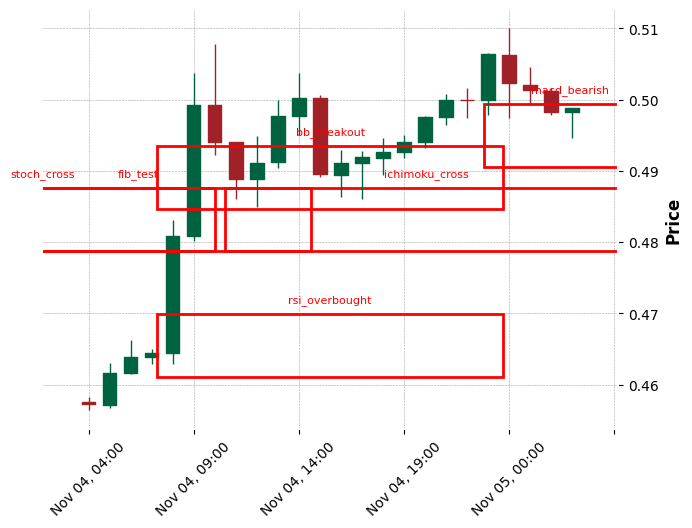 0.51
macd_bearish
0.50
bb_breakout
stoch_cross
fib_test
ichimoku_cross
0.49
0.48
Price
rsi_overbought
0.47
0.46
Nov 04, 04:00
Nov 04, 09:00
Nov 04, 14:00
Nov 04, 19:00
Nov 05, 00:00